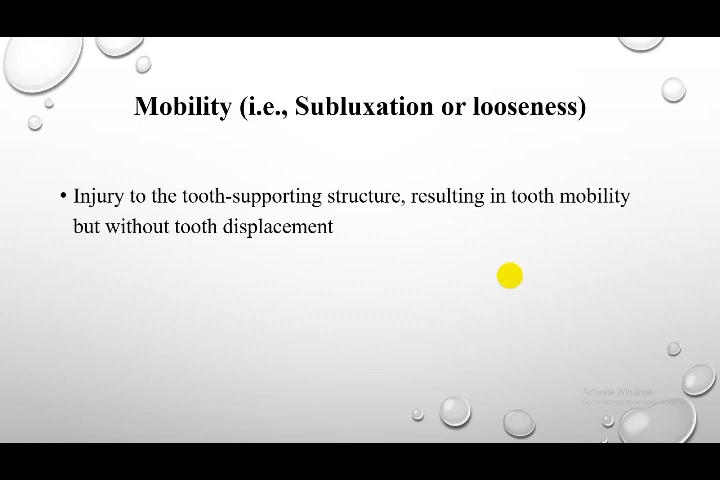 Mobility (i.e., Subluxation or looseness)
• Injury to the tooth-supporting structure, resulting in tooth mobility
but without tooth displacement
Activate Windows